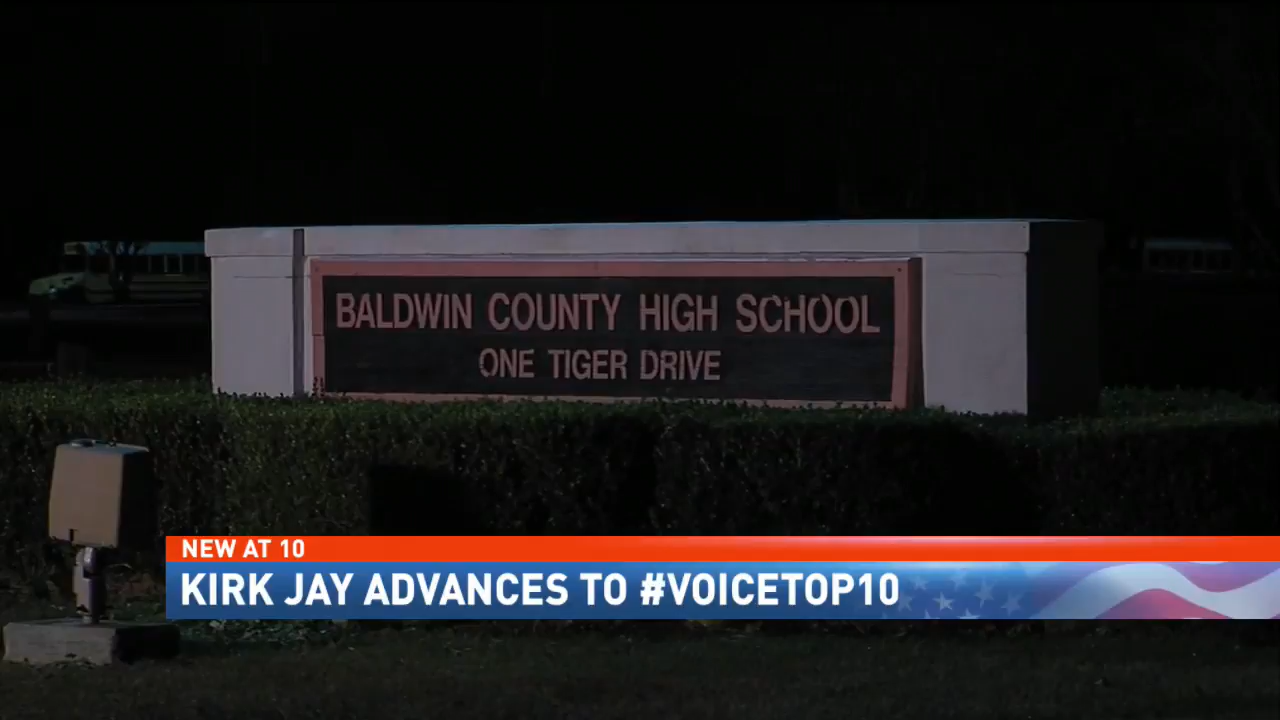 BALDWIN COUNTY HIGH SCHOOL
ONE TIGER DRIVE
NEW AT 10
KIRK JAY ADVANCES TO #VOICETOP10